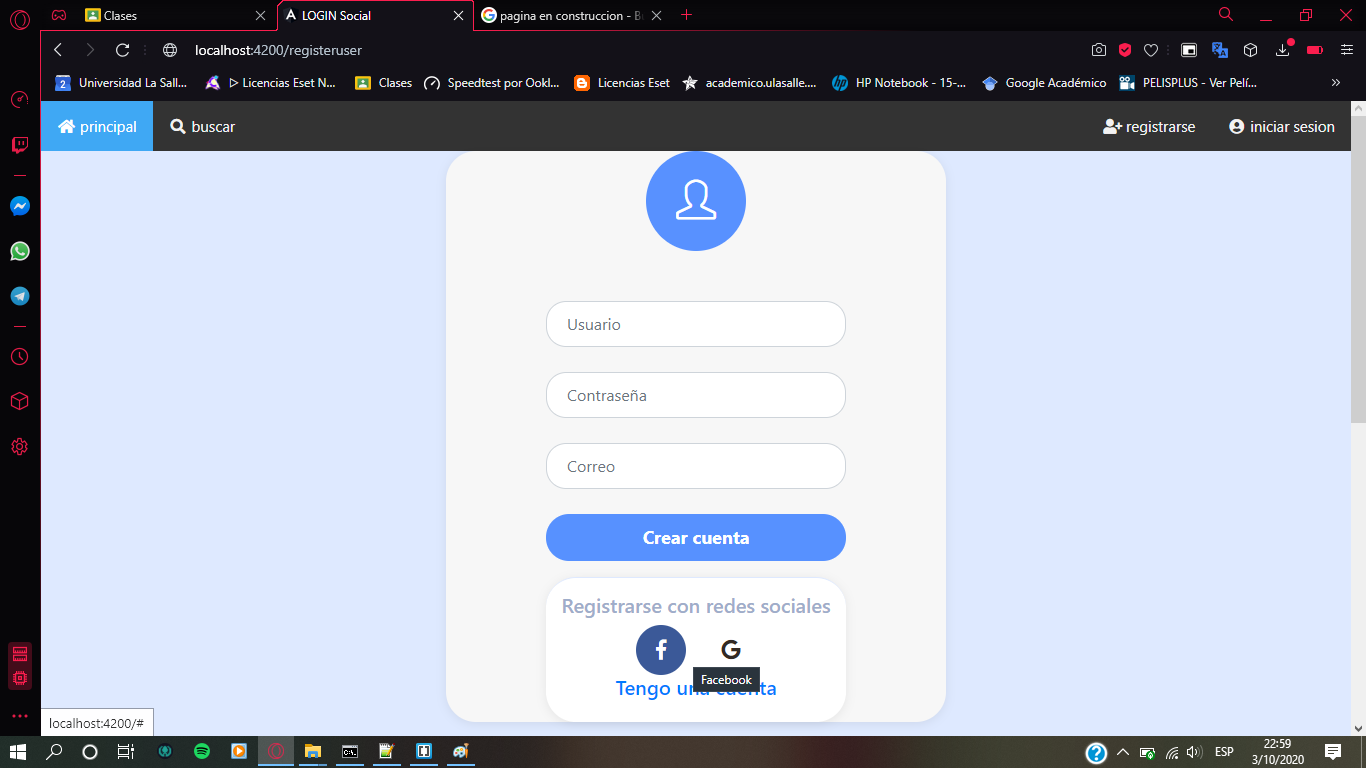 Clases
LOGIN Social
pagina en construccion - B
localhost:4200/registeruser
Universidad La Sall...
ᐅ Licencias Eset N...
Clases
Speedtest por Ookl...
Licencias Eset
academico.ulasalle....
HP Notebook - 15-...
Google Académico
PELISPLUS - Ver Pelí...
»
principal
buscar
registrarse
iniciar sesion
Usuario
Contraseña
Correo
Crear cuenta
Registrarse con redes sociales
Facebook
Tengo una cuenta
localhost:4200/#
ESP
22:59
3/10/2020